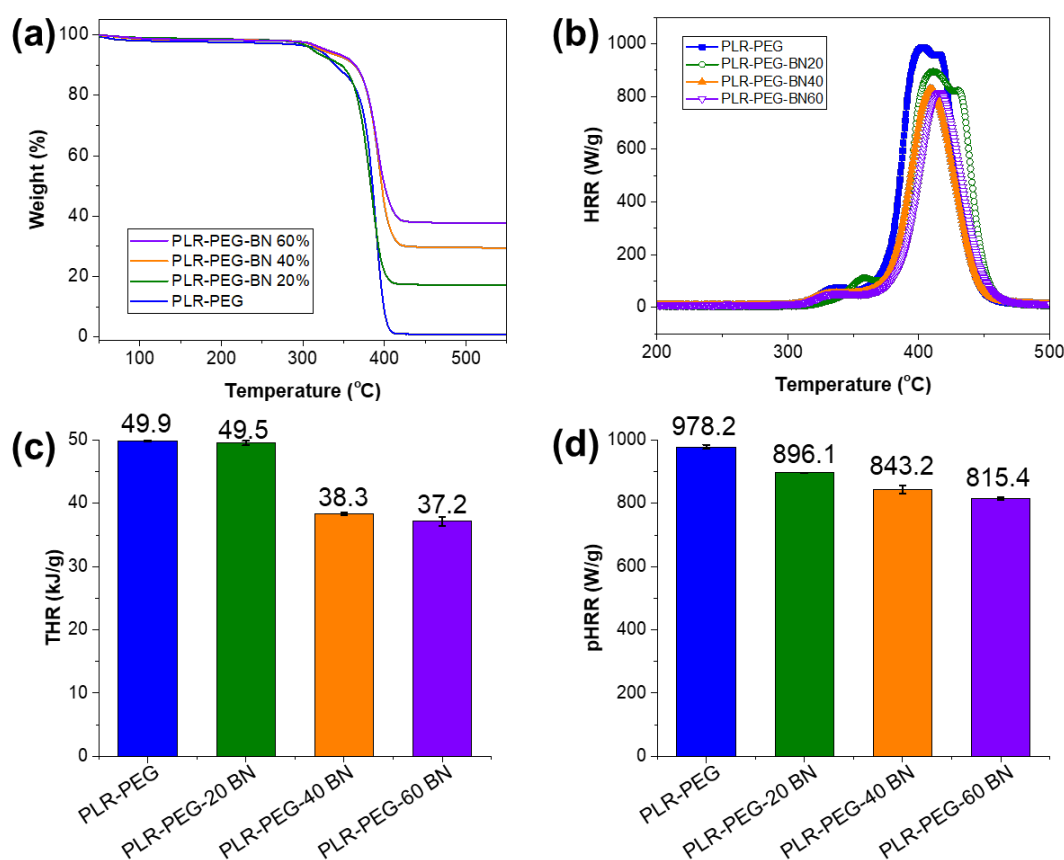 (a)
100
80
60
40
20
0
Weight (%)
PLR-PEG-BN 60%
PLR-PEG-BN 40%
PLR-PEG-BN 20%
PLR-PEG
100
200
300
400
500
Temperature (°C)
(b)
1000
800
600
400
200
0
HRR (W/g)
PLR-PEG
PLR-PEG-BN20
PLR-PEG-BN40
PLR-PEG-BN60
200
300
400
500
Temperature (°C)
(c)
50
40
30
20
10
0
THR (kJ/g)
49.9
49.5
38.3
37.2
PLR-PEG
PLR-PEG-20 BN
PLR-PEG-40 BN
PLR-PEG-60 BN
(d)
1000
800
600
400
200
0
pHRR (W/g)
978.2
896.1
843.2
815.4
PLR-PEG
PLR-PEG-20 BN
PLR-PEG-40 BN
PLR-PEG-60 BN